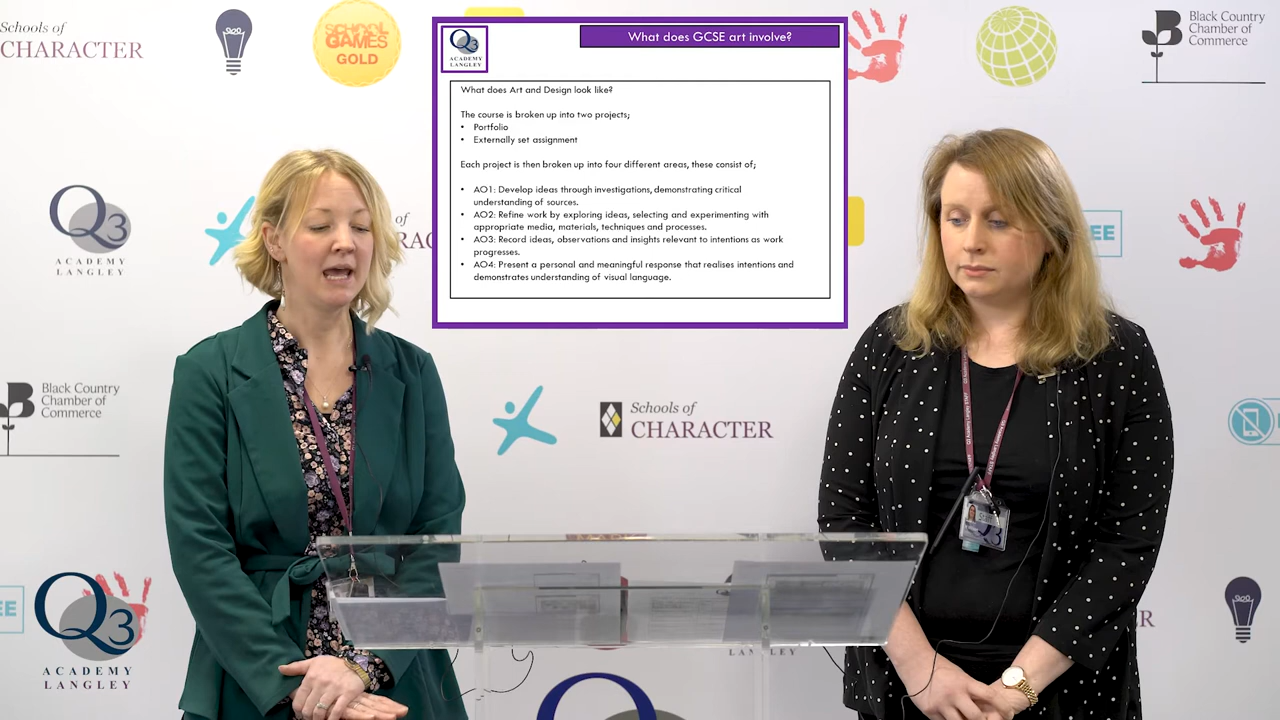 Schools of
CHARACTER
SCHOOL
GAMES
GOLD
Q3
ACADEMY
LANGLEY
What does GCSE art involve?
What does Art and Design look like?
The course is broken up into two projects;
• Portfolio
• Externally set assignment
Each project is then broken up into four different areas, these consist of;
• AO1: Develop ideas through investigations, demonstrating critical
understanding of sources.
• AO2: Refine work by exploring ideas, selecting and experimenting with
appropriate media, materials, techniques and processes.
• AO3: Record ideas, observations and insights relevant to intentions as work
progresses.
• AO4: Present a personal and meaningful response that realises intentions and
demonstrates understanding of visual language.
Black Country
Chamber of
Commerce
Q3
ACADEMY
LANGLEY
of
RAC
EE
Black Country
Chamber of
Commerce
Schools of
CHARACTER
EE
Q3
ACADEMY
LANGLEY
Q3
R
LANGLEY